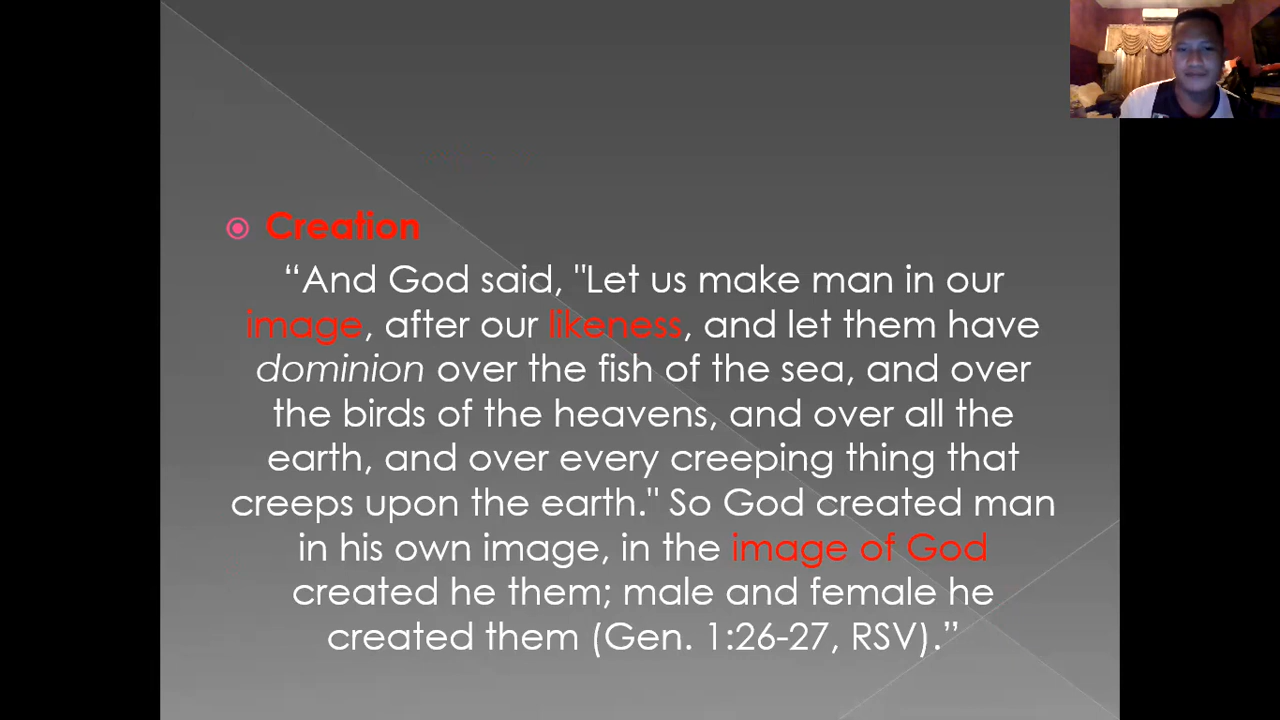 Creation
“And God said, "Let us make man in our
image, after our likeness, and let them have
dominion over the fish of the sea, and over
the birds of the heavens, and over all the
earth, and over every creeping thing that
creeps upon the earth." So God created man
in his own image, in the image of God
created he them; male and female he
created them (Gen. 1:26-27, RSV).”